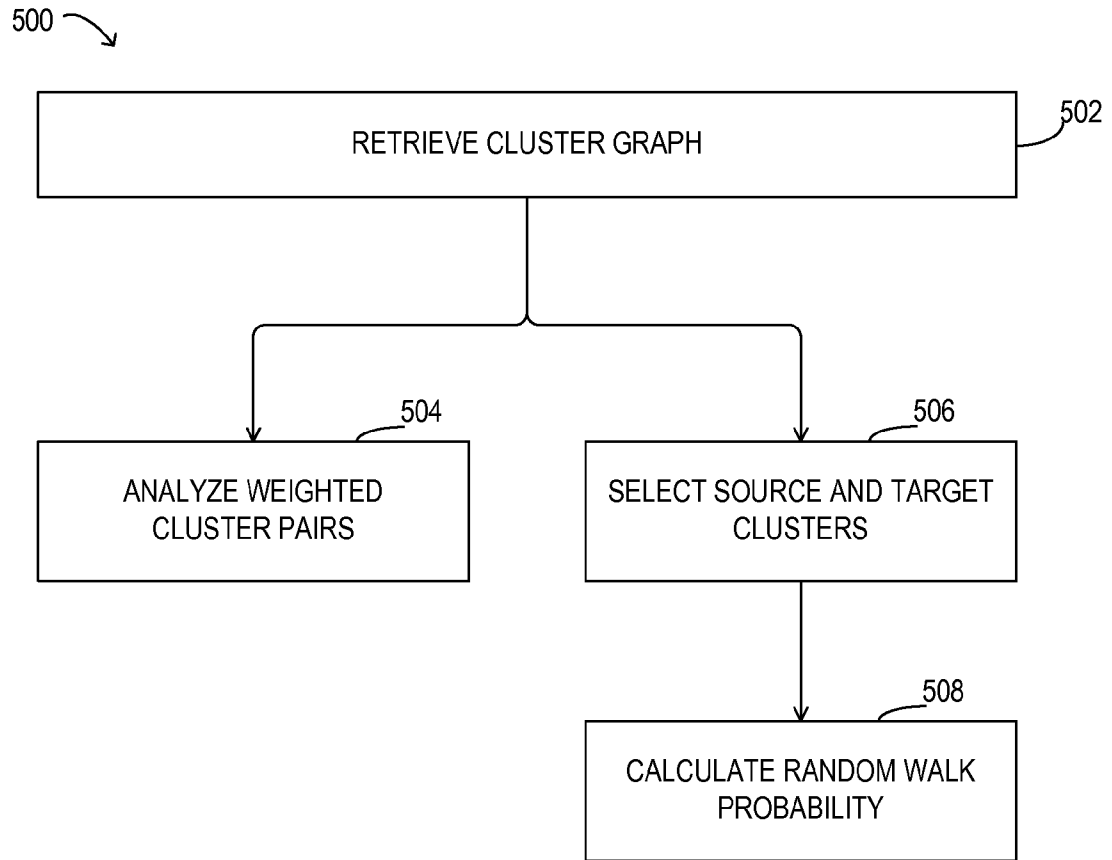 500
RETRIEVE CLUSTER GRAPH
502
504
ANALYZE WEIGHTED
CLUSTER PAIRS
506
SELECT SOURCE AND TARGET
CLUSTERS
508
CALCULATE RANDOM WALK
PROBABILITY